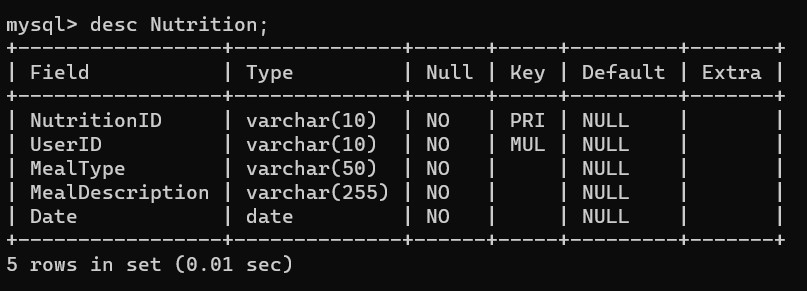 mysql> desc Nutrition;
+-----------------+--------------+------+-----+---------+-------+
| Field           | Type         | Null | Key | Default | Extra |
+-----------------+--------------+------+-----+---------+-------+
| NutritionID     | varchar(10)  | NO   | PRI | NULL    |       |
| UserID          | varchar(10)  | NO   | MUL | NULL    |       |
| MealType        | varchar(50)  | NO   |     | NULL    |       |
| MealDescription | varchar(255) | NO   |     | NULL    |       |
| Date            | date         | NO   |     | NULL    |       |
+-----------------+--------------+------+-----+---------+-------+
5 rows in set (0.01 sec)